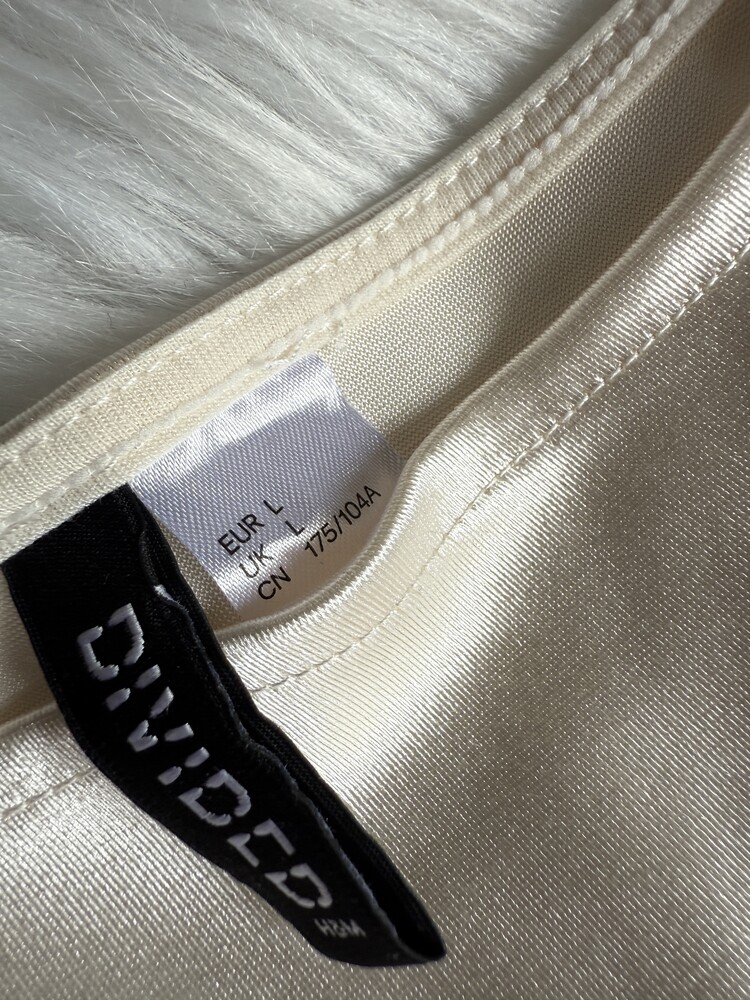 EUR L
UK L
CN 175/104A
DIVIDED
H&M